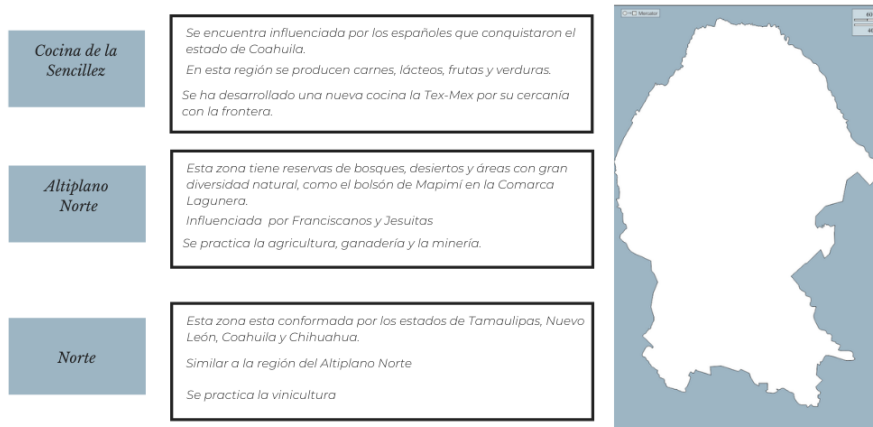 Cocina de la
Sencillez
Se encuentra influenciada por los españoles que conquistaron el
estado de Coahuila.
En esta región se producen carnes, lácteos, frutas y verduras.
Se ha desarrollado una nueva cocina la Tex-Mex por su cercanía
con la frontera.
Altiplano
Norte
Esta zona tiene reservas de bosques, desiertos y áreas con gran
diversidad natural, como el bolsón de Mapimí en la Comarca
Lagunera.
Influenciada por Franciscanos y Jesuitas
Se practica la agricultura, ganadería y la minería.
Norte
Esta zona esta conformada por los estados de Tamaulipas, Nuevo
León, Coahuila y Chihuahua.
Similar a la región del Altiplano Norte
Se practica la vinicultura
Mercator